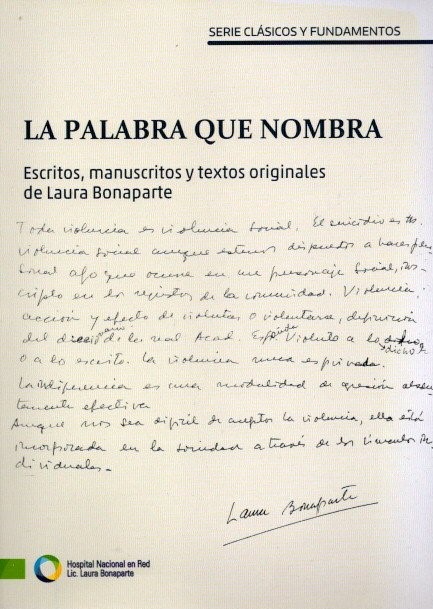 SERIE CLÁSICOS Y FUNDAMENTOS
LA PALABRA QUE NOMBRA
Escritos, manuscritos y textos originales
de Laura Bonaparte
Toda violencia es violencia social. El suicidio es tb.
violencia social aunque estemos dispuestos a hacer per
sonal algo que ocurre en un personaje social, ins-
cripto en los registros de la comunidad. Violencia:
acción y efecto de violentar o violentarse, definición
del diccionario de la real Acad. Esp. Violento a lo dicho
o a lo escrito. La violencia nunca es privada.
La indiferencia es una modalidad de agresión
tamente efectiva
Aunque nos sea difícil de aceptar la violencia, ella está
incorporada en la sociedad a través de los vínculos in
dividuales.-
Laura Bonaparte
Hospital Nacional en Red
Lic. Laura Bonaparte